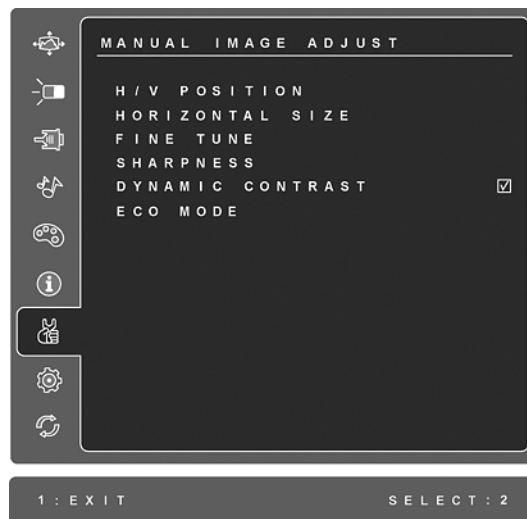 MANUAL IMAGE ADJUST
H/V POSITION
HORIZONTAL SIZE
FINE TUNE
SHARPNESS
DYNAMIC CONTRAST
ECO MODE
1:EXIT SELECT:2